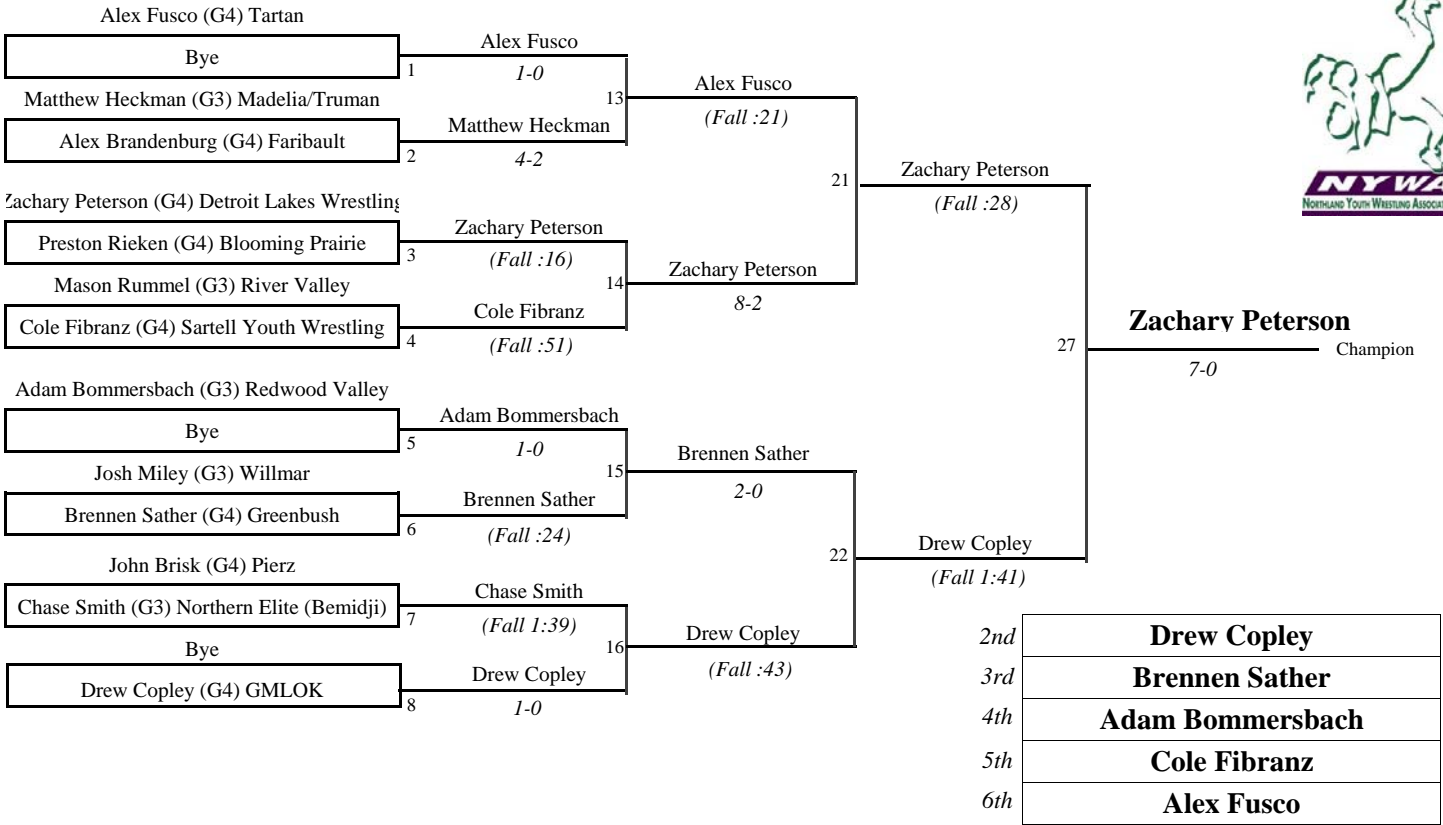 Alex Fusco (G4) Tartan
Bye
1
Matthew Heckman (G3) Madelia/Truman
Alex Brandenburg (G4) Faribault
2
Zachary Peterson (G4) Detroit Lakes Wrestling
Preston Rieken (G4) Blooming Prairie
3
Mason Rummel (G3) River Valley
Cole Fibranz (G4) Sartell Youth Wrestling
4
Adam Bommersbach (G3) Redwood Valley
Bye
5
Josh Miley (G3) Willmar
Brennen Sather (G4) Greenbush
6
John Brisk (G4) Pierz
Chase Smith (G3) Northern Elite (Bemidji)
7
Bye
Drew Copley (G4) GMLOK
8
Alex Fusco
1-0
13
Matthew Heckman
4-2
Zachary Peterson
(Fall :16)
14
Cole Fibranz
(Fall :51)
Adam Bommersbach
1-0
15
Brennen Sather
(Fall :24)
Chase Smith
(Fall 1:39)
16
Drew Copley
1-0
Alex Fusco
(Fall :21)
21
Zachary Peterson
8-2
Brennen Sather
2-0
22
Drew Copley
(Fall :43)
Zachary Peterson
(Fall :28)
27
Drew Copley
(Fall 1:41)
Zachary Peterson
Champion
7-0
NYWA
NORTHLAND YOUTH WRESTLING
2nd Drew Copley
3rd Brennen Sather
4th Adam Bommersbach
5th Cole Fibranz
6th Alex Fusco